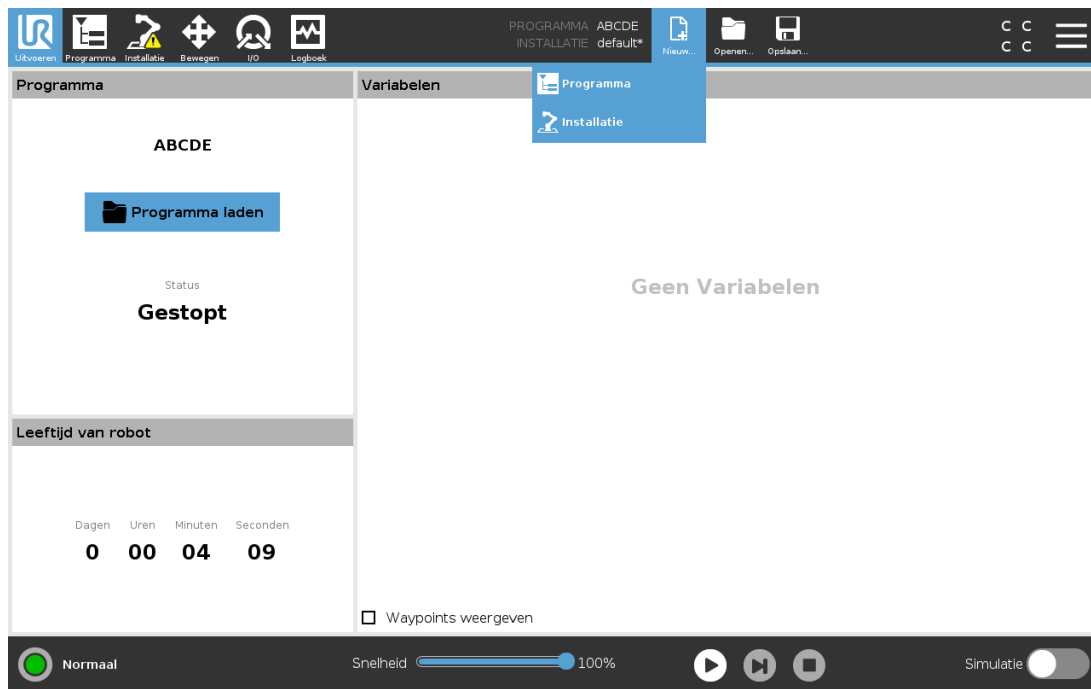 UR
Uitvoeren Programma Installatie Bewegen I/O Logboek
PROGRAMMA ABCDE
INSTALLATIE default*
Nieuw... Openen... Opslaan...
C C
C C
Programma
Installatie
Programma
ABCDE
Programma laden
Status
Gestopt
Leeftijd van robot
Dagen Uren Minuten Seconden
0 00 04 09
Variabelen
Geen Variabelen
Waypoints weergeven
Normaal
Snelheid 100%
Simulatie